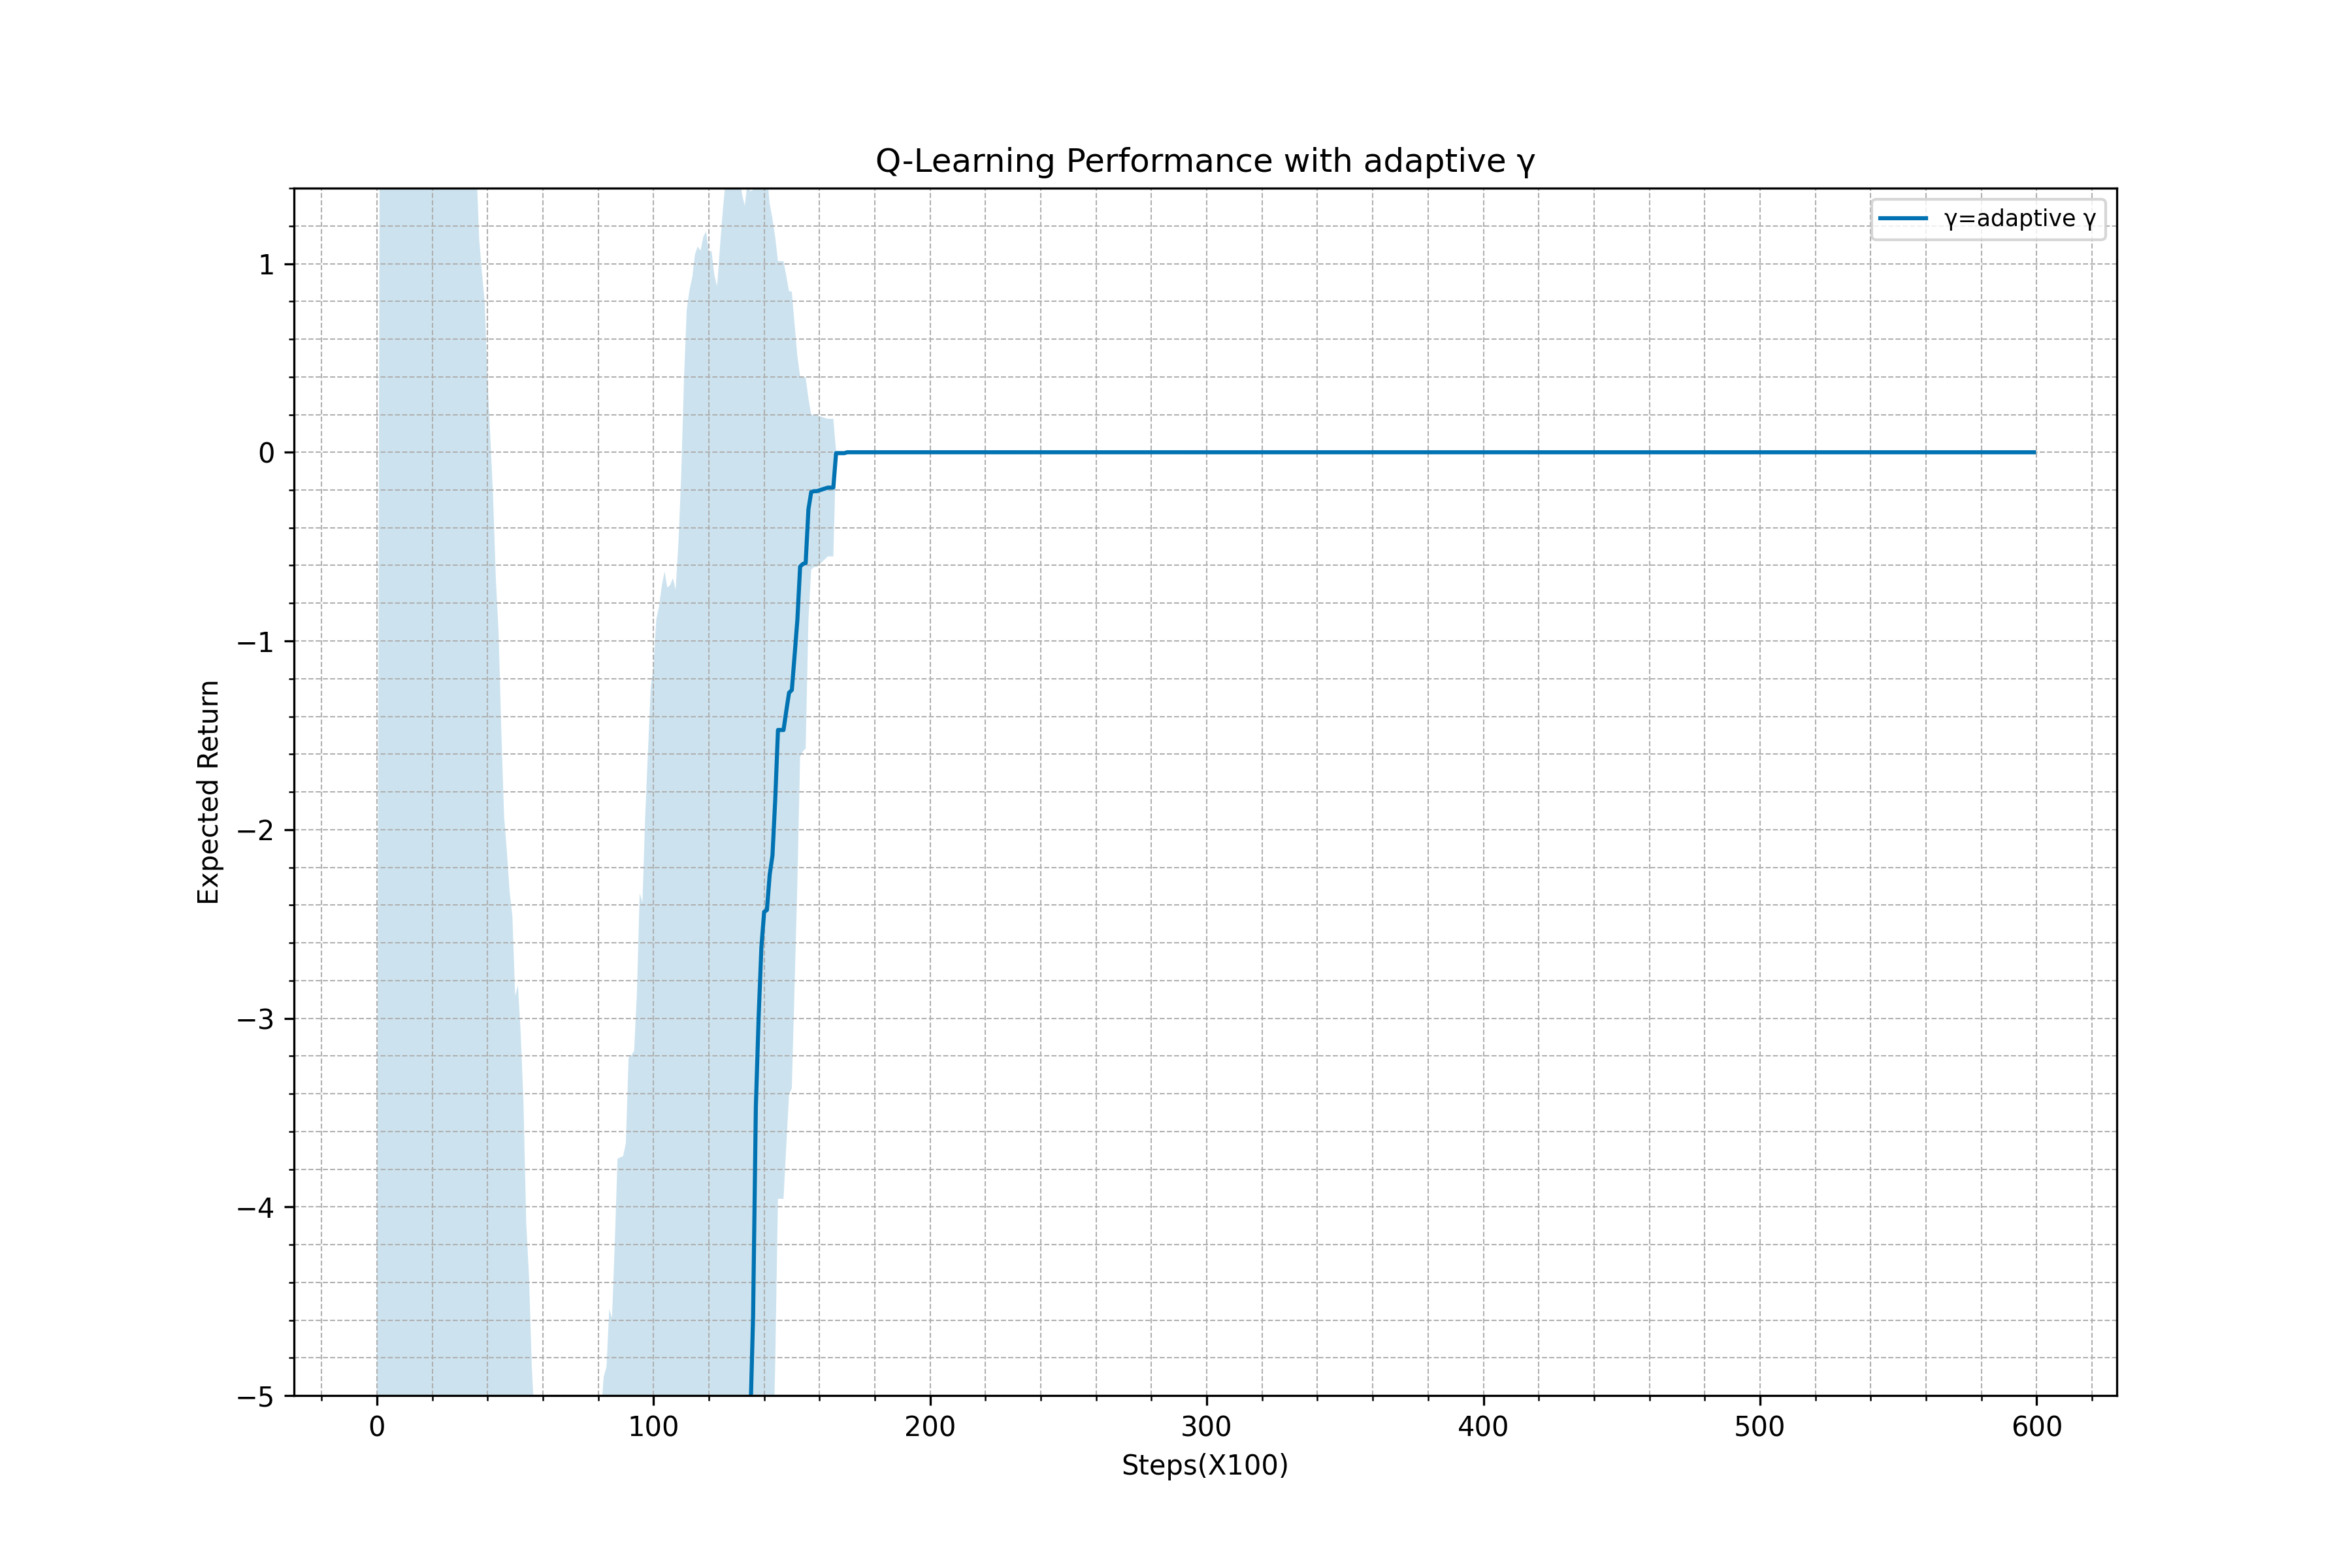 Q-Learning Performance with adaptive γ
γ=adaptive γ
1
0
−1
−2
−3
−4
−5
Expected Return
0 100 200 300 400 500 600
Steps(X100)